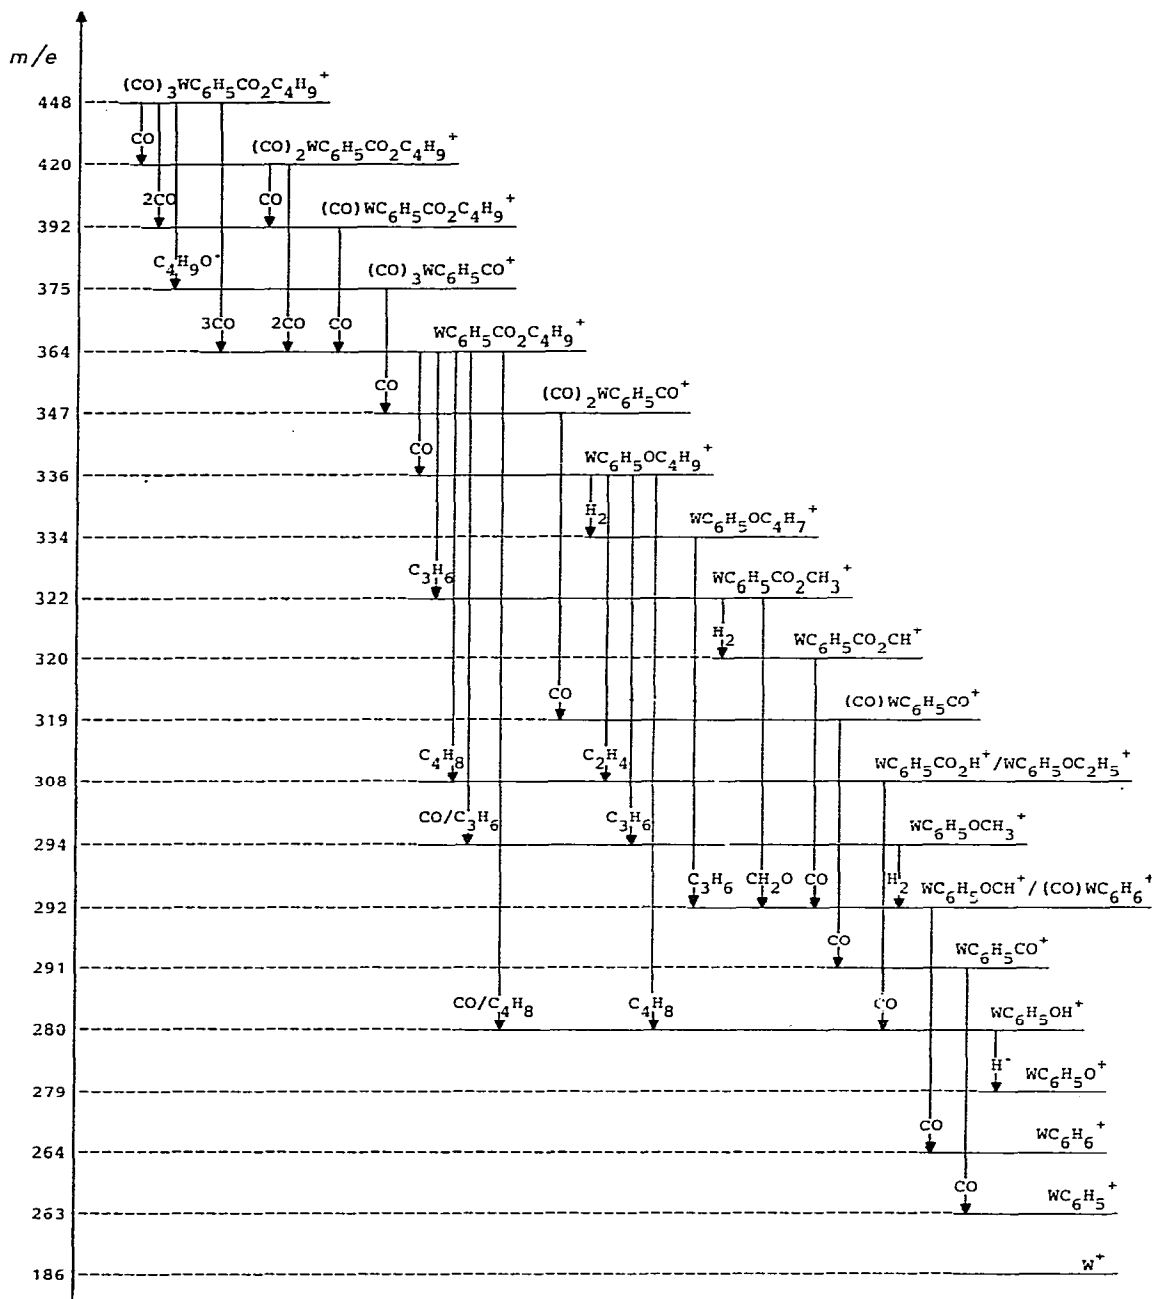 m/e
(CO)3WC6H5CO2C4H9+
448
CO
(CO)2WC6H5CO2C4H9+
420
2CO CO (CO)WC6H5CO2C4H9+
392
C4H9O· (CO)3WC6H5CO+
375
3CO 2CO CO WC6H5CO2C4H9+
364
CO (CO)2WC6H5CO+
347
CO WC6H5OC4H9+
336
H2 WC6H5OC4H7+
334
C3H6 WC6H5CO2CH3+
322
H2 WC6H5CO2CH+
320
CO (CO)WC6H5CO+
319
C4H8 C2H4 WC6H5CO2H+/WC6H5OC2H5+
308
CO/C3H6 C3H6 WC6H5OCH3+
294
C3H6 CH2O CO H2 WC6H5OCH+/(CO)WC6H6+
292
CO WC6H5CO+
291
CO/C4H8 C4H8 CO WC6H5OH+
280
H· WC6H5O+
279
CO WC6H6+
264
CO WC6H5+
263
W+
186